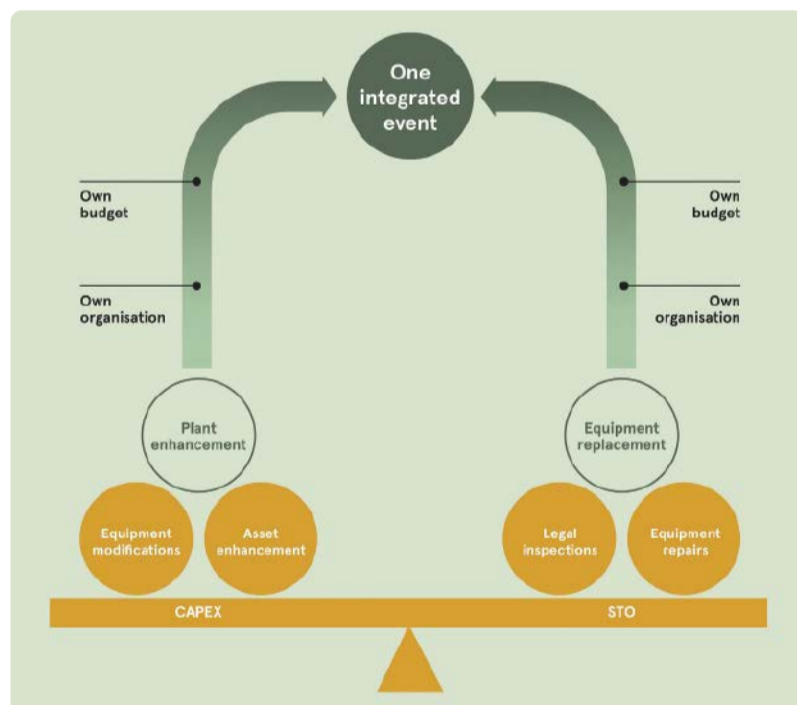 One
integrated
event
Own
budget
Own
organisation
Own
budget
Own
organisation
Plant
enhancement
Equipment
replacement
Equipment
modifications
Asset
enhancement
Legal
inspections
Equipment
repairs
CAPEX
STO